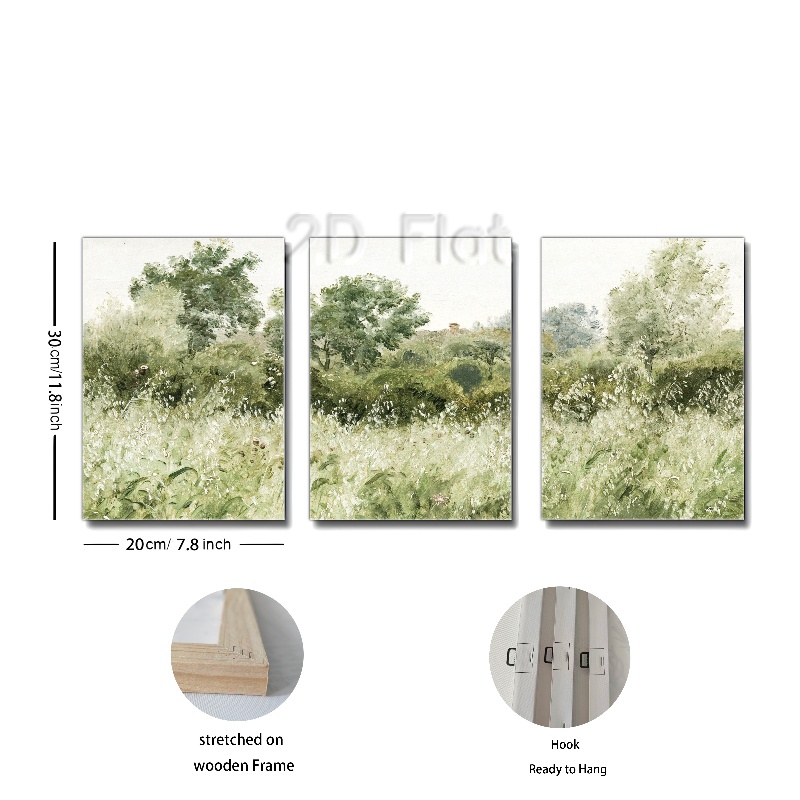 2D Flat
30cm/11.8inch
20cm/ 7.8 inch
stretched on
wooden Frame
Hook
Ready to Hang